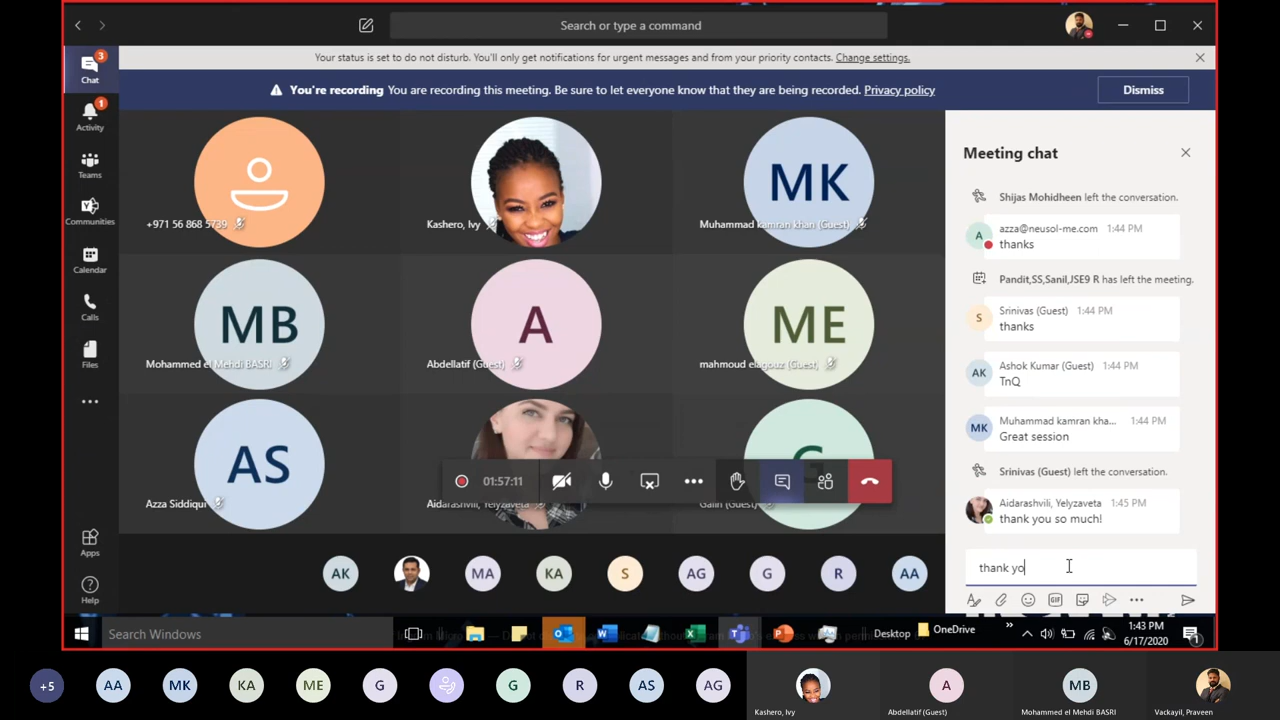 Search or type a command
Your status is set to do not disturb. You'll only get notifications for urgent messages and from your priority contacts. Change settings.
You're recording You are recording this meeting. Be sure to let everyone know that they are being recorded. Privacy policy
Dismiss
3
Chat
1
Activity
Teams
Communities
Calendar
Calls
Files
Apps
Help
+971 56 868 5739
Kashero, Ivy
MK
Muhammad kamran khan (Guest)
MB
Mohammed el Mehdi BASRI
A
Abdellatif (Guest)
ME
mahmoud elagouz (Guest)
AS
Azza Siddiqui
Aidarashvili, Yelyzaveta
G
Galin (Guest)
01:57:11
AK
MA
KA
S
AG
G
R
AA
Meeting chat
Shijas Mohidheen left the conversation.
A
azza@neusol-me.com 1:44 PM
thanks
Pandit,SS,Sanil,JSE9 R has left the meeting.
S
Srinivas (Guest) 1:44 PM
thanks
AK
Ashok Kumar (Guest) 1:44 PM
TnQ
MK
Muhammad kamran kha... 1:44 PM
Great session
Srinivas (Guest) left the conversation.
Aidarashvili, Yelyzaveta 1:45 PM
thank you so much!
thank yo
GIF
Search Windows
Desktop
OneDrive
1:43 PM
6/17/2020
1
+5
AA
MK
KA
ME
G
G
R
AS
AG
Kashero, Ivy
A
Abdellatif (Guest)
MB
Mohammed el Mehdi BASRI
Vackayil, Praveen